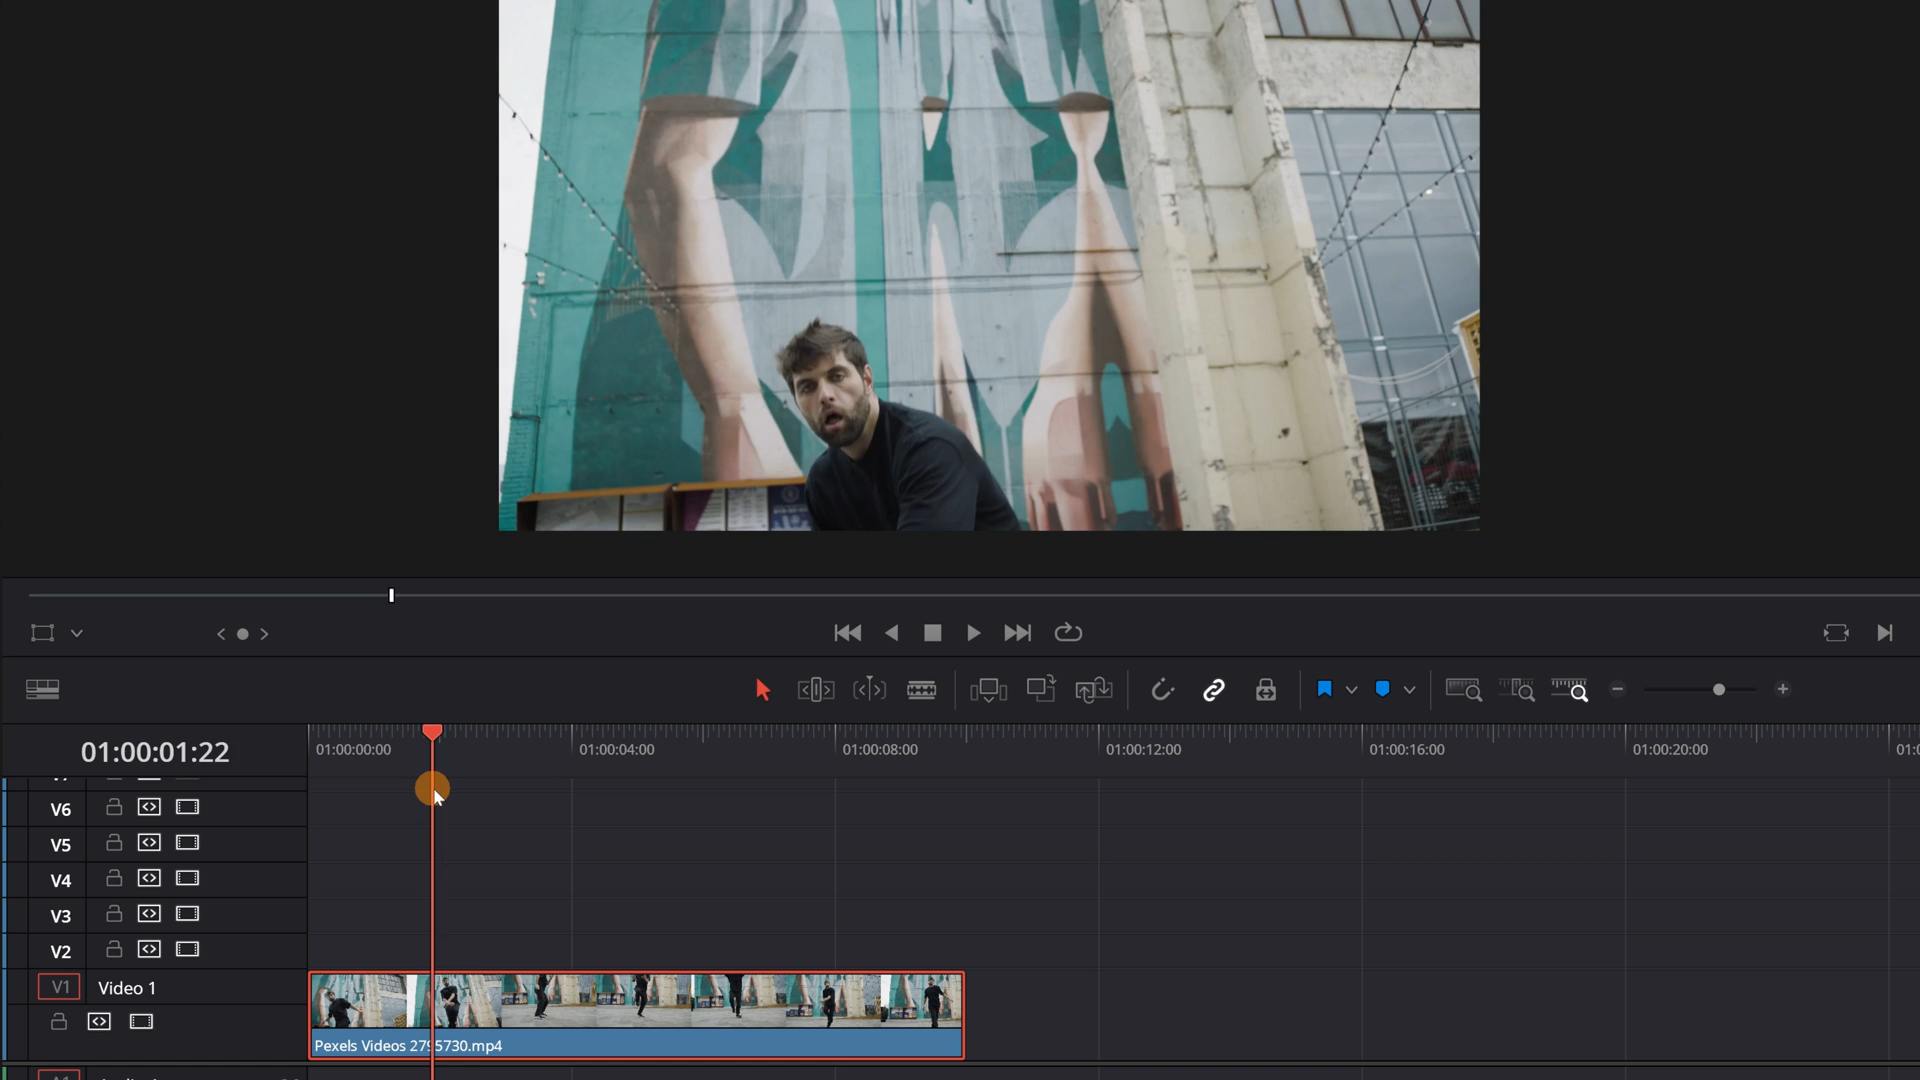 01:00:01:22
01:00:00:00
01:00:04:00
01:00:08:00
01:00:12:00
01:00:16:00
01:00:20:00
V6
V5
V4
V3
V2
V1 Video 1
Pexels Videos 2795730.mp4